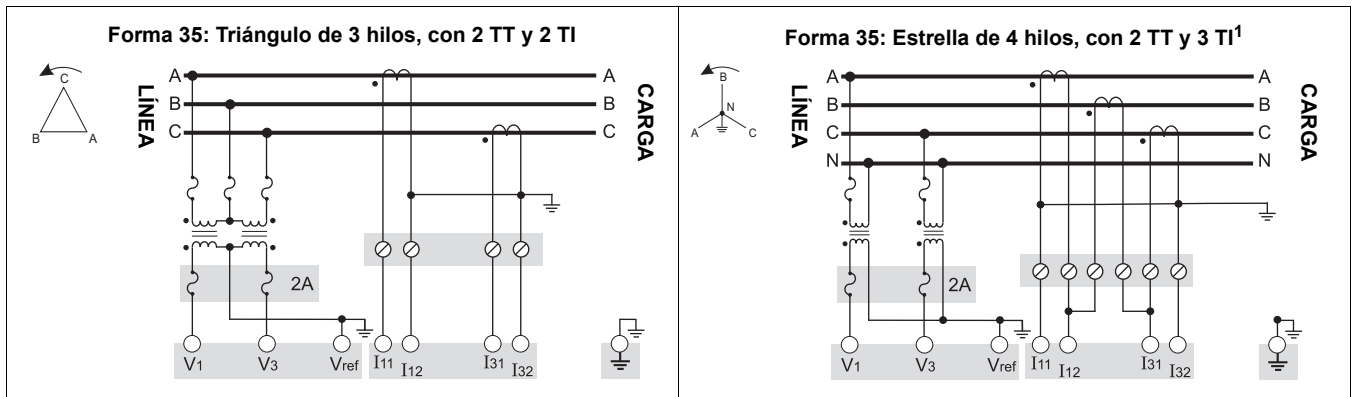 Forma 35: Triángulo de 3 hilos, con 2 TT y 2 TI
C
B
A
LÍNEA
A
B
C
A
B
C
CARGA
2A
V1
V3
Vref
I11
I12
I31
I32
Forma 35: Estrella de 4 hilos, con 2 TT y 3 TI1
B
N
A
C
LÍNEA
A
B
C
N
A
B
C
N
CARGA
2A
V1
V3
Vref
I11
I12
I31
I32